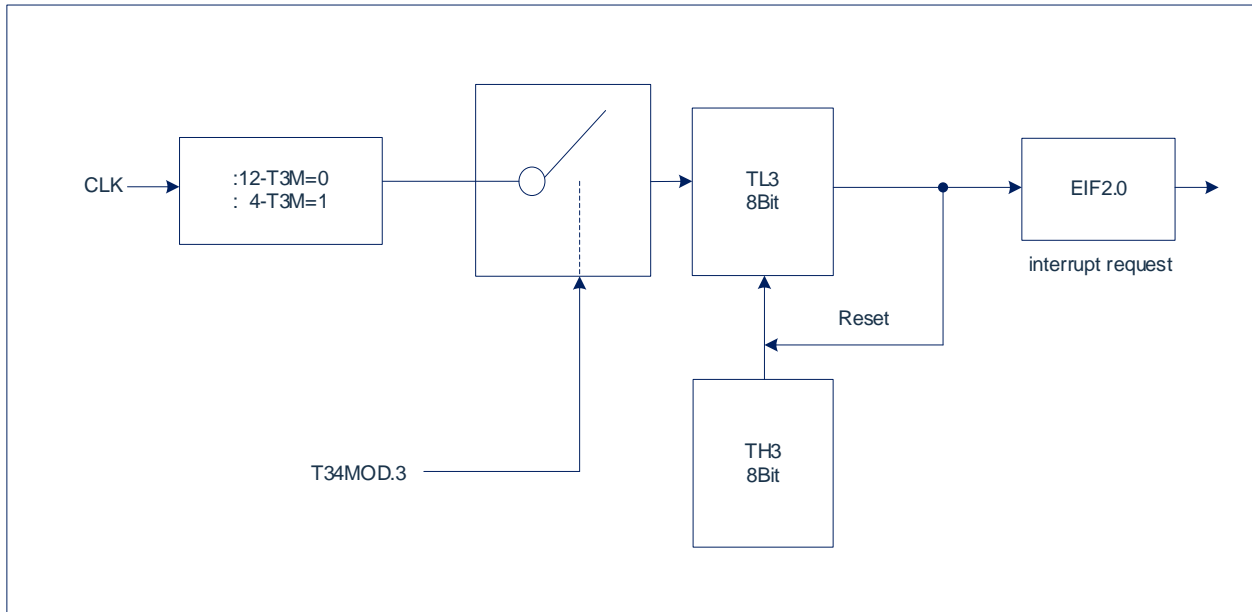 CLK
:12-T3M=0
: 4-T3M=1
TL3
8Bit
EIF2.0
interrupt request
Reset
TH3
8Bit
T34MOD.3